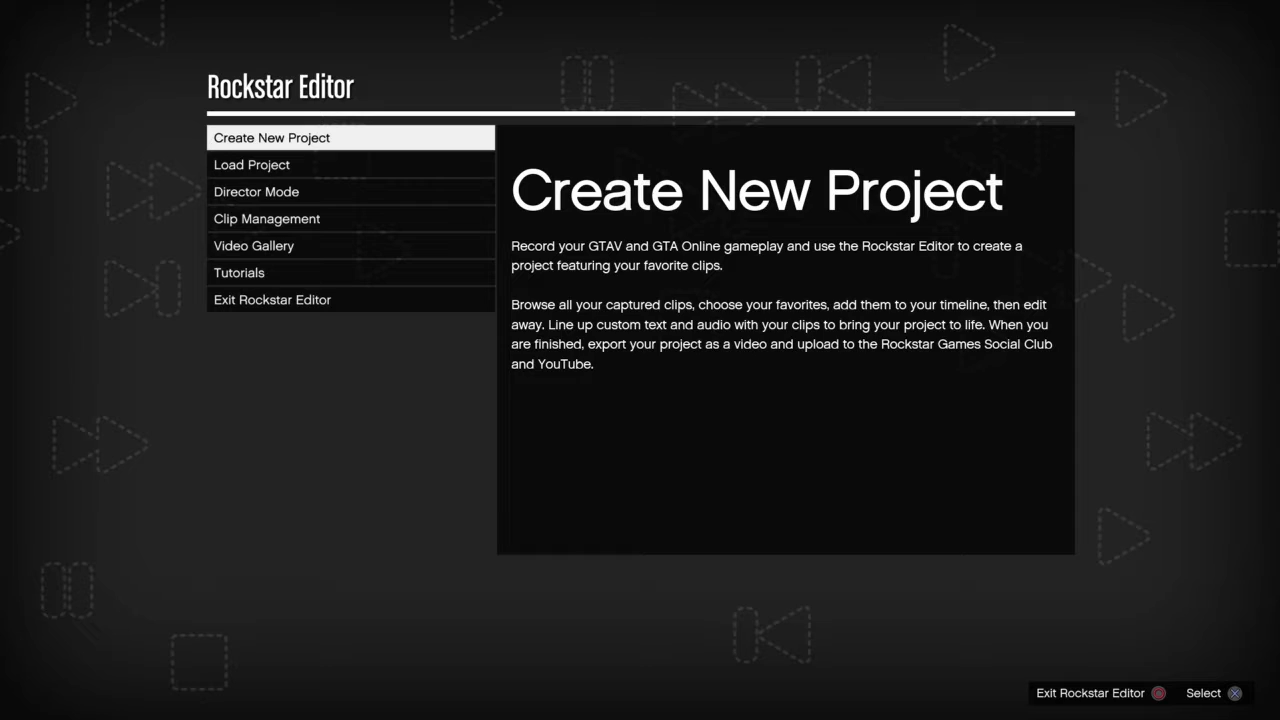 Rockstar Editor
Create New Project
Load Project
Director Mode
Clip Management
Video Gallery
Tutorials
Exit Rockstar Editor
Create New Project
Record your GTAV and GTA Online gameplay and use the Rockstar Editor to create a
project featuring your favorite clips.
Browse all your captured clips, choose your favorites, add them to your timeline, then edit
away. Line up custom text and audio with your clips to bring your project to life. When you
are finished, export your project as a video and upload to the Rockstar Games Social Club
and YouTube.
Exit Rockstar Editor Select